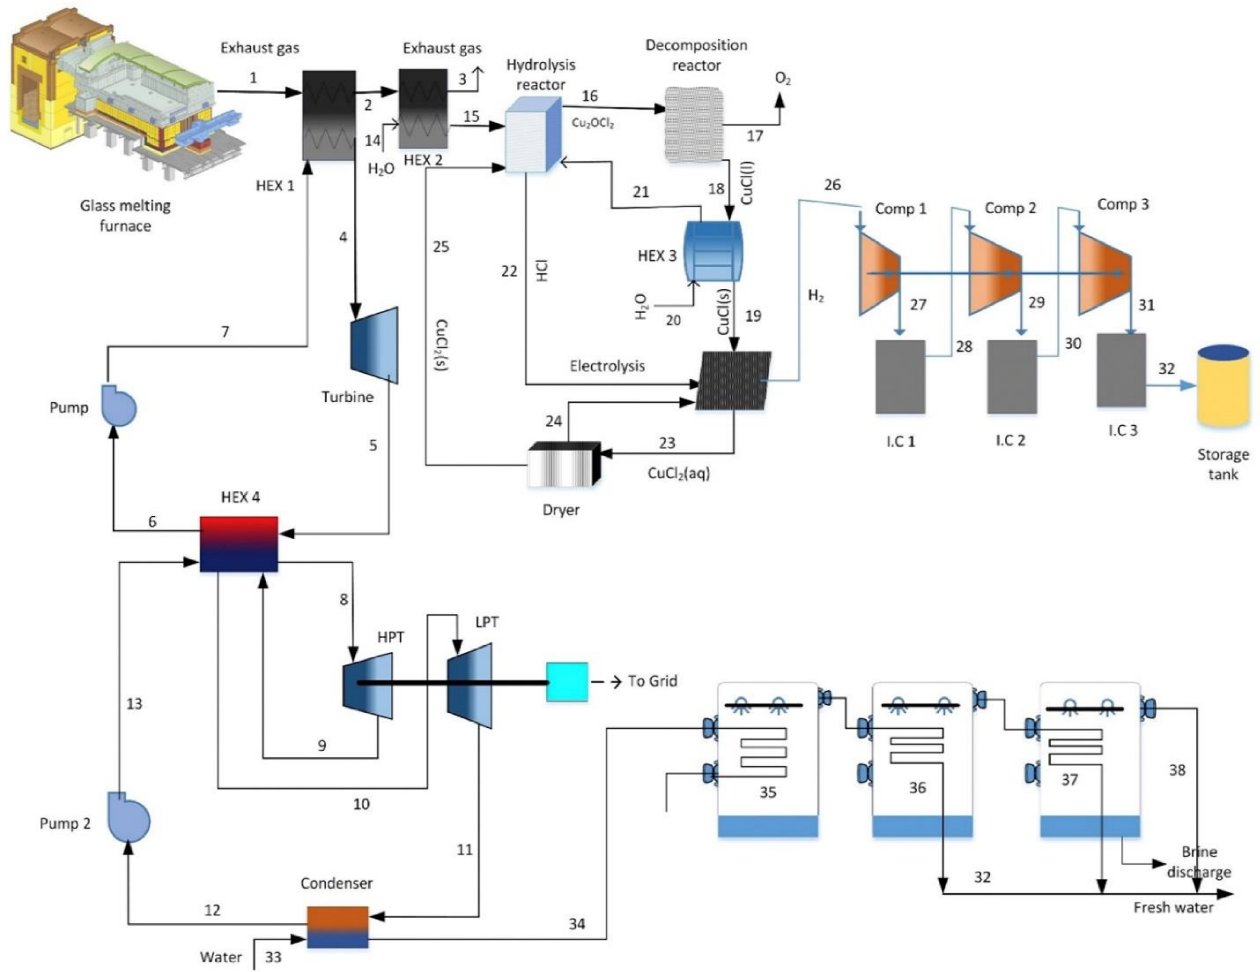 Exhaust gas
Exhaust gas
Decomposition
reactor
Hydrolysis
reactor
1
2
3
O₂
16
Cu₂OCl₂
15
14
H₂O
HEX 2
17
HEX 1
Glass melting
furnace
21
18
CuCl(l)
26
Comp 1
Comp 2
Comp 3
4
25
22
HCl
HEX 3
H₂O
20
CuCl(s)
19
H₂
27
29
31
7
CuCl₂(s)
28
30
Electrolysis
32
Pump
Turbine
24
23
CuCl₂(aq)
I.C 1
I.C 2
I.C 3
Storage
tank
5
Dryer
HEX 4
6
8
HPT
LPT
To Grid
13
9
10
35
36
37
38
Pump 2
11
Brine
discharge
Condenser
32
Fresh water
12
34
Water
33